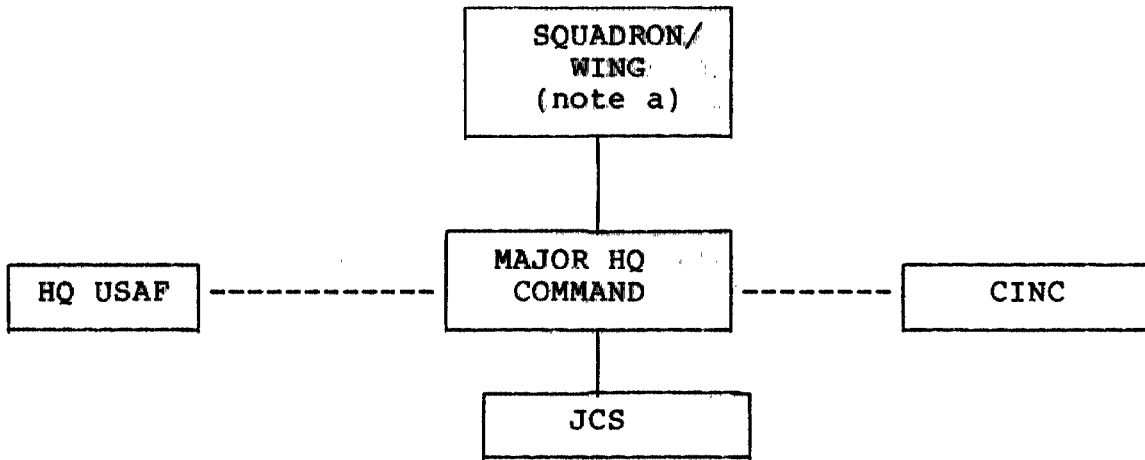 SQUADRON/
WING
(note a)
MAJOR HQ
COMMAND
HQ USAF
CINC
JCS